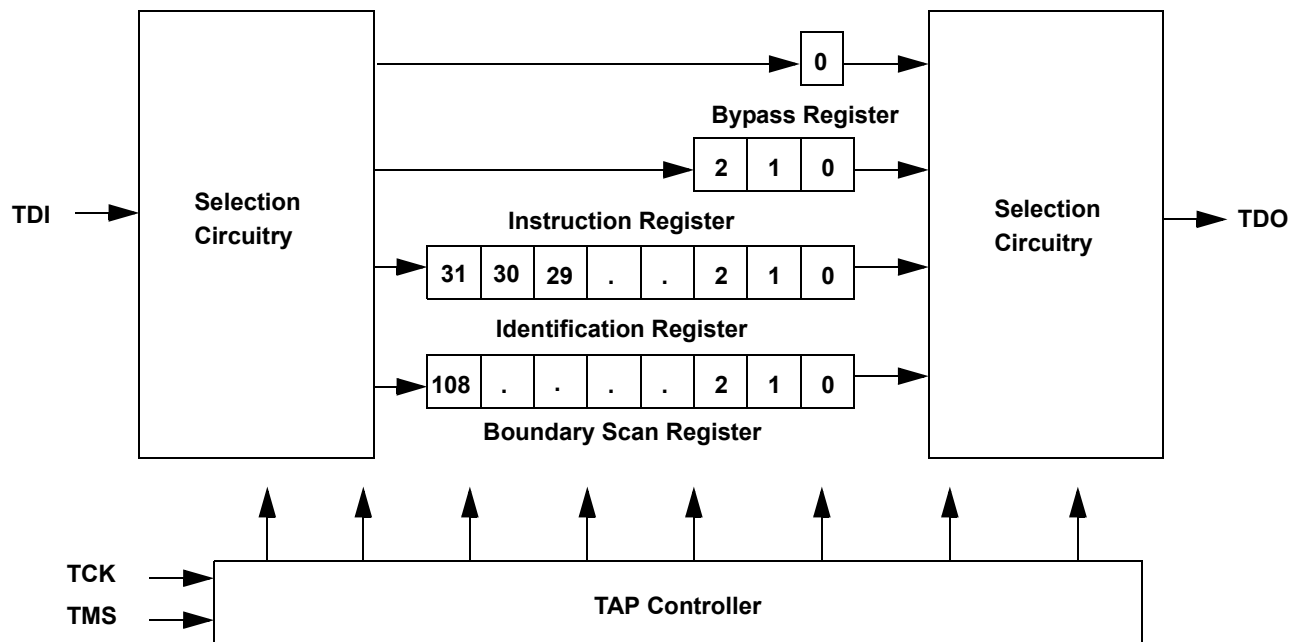 0
Bypass Register
2 1 0
TDI
Selection
Circuitry
Instruction Register
Selection
Circuitry
TDO
31 30 29 . . 2 1 0
Identification Register
108 . . . . 2 1 0
Boundary Scan Register
TCK
TMS
TAP Controller